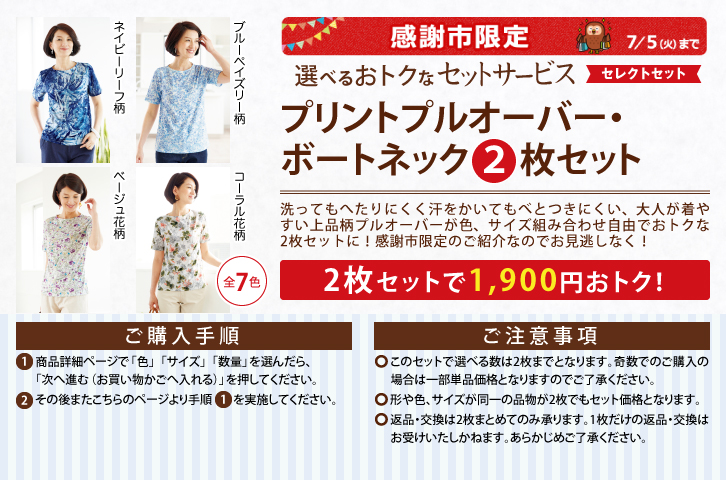 ネイビーリーフ柄
ブルーペイズリー柄
ベージュ花柄
コーラル花柄
全7色
感謝市限定
7/5(火)まで
選べるおトクなセットサービス
セレクトセット
プリントプルオーバー・
ボートネック2枚セット
洗ってもへたりにくく汗をかいてもべとつきにくい、大人が着や
すい上品柄プルオーバーが色、サイズ組み合わせ自由でおトクな
2枚セットに！感謝市限定のご紹介なのでお見逃しなく！
2枚セットで1,900円おトク！
ご購入手順
1 商品詳細ページで「色」「サイズ」「数量」を選んだら、
「次へ進む（お買い物かごへ入れる）」を押してください。
2 その後またこちらのページより手順1を実施してください。
ご注意事項
○このセットで選べる数は2枚までとなります。奇数でのご購入の
場合は一部単品価格となりますのでご了承ください。
○形や色、サイズが同一の品物が2枚でもセット価格となります。
○返品・交換は2枚まとめてのみ承ります。1枚だけの返品・交換は
お受けいたしかねます。あらかじめご了承ください。